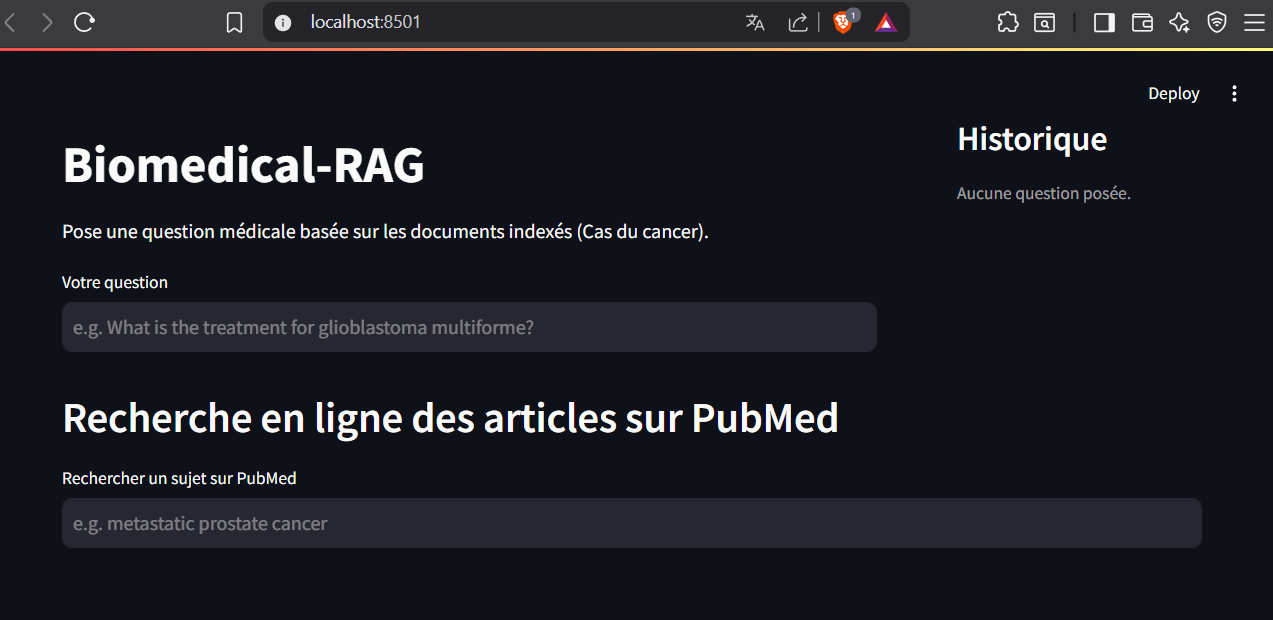 localhost:8501
1
Deploy
Biomedical-RAG
Pose une question médicale basée sur les documents indexés (Cas du cancer).
Votre question
e.g. What is the treatment for glioblastoma multiforme?
Historique
Aucune question posée.
Recherche en ligne des articles sur PubMed
Rechercher un sujet sur PubMed
e.g. metastatic prostate cancer